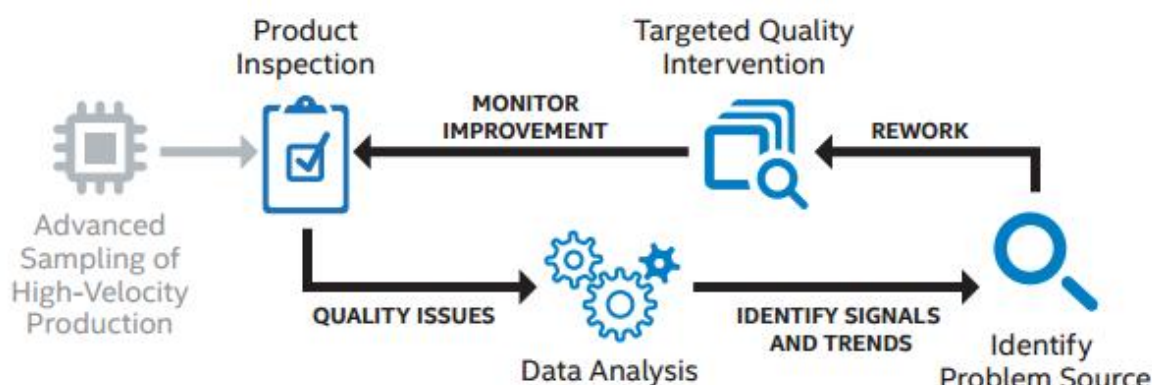 Product
Inspection
Targeted Quality
Intervention
MONITOR
IMPROVEMENT
REWORK
Advanced
Sampling of
High-Velocity
Production
QUALITY ISSUES
Data Analysis
IDENTIFY SIGNALS
AND TRENDS
Identify
Problem Source